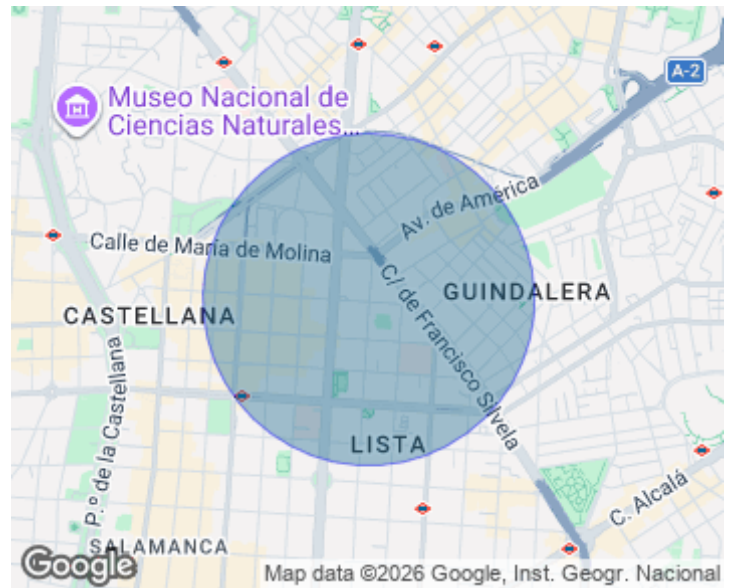 A-2
Museo Nacional de
Ciencias Naturales...
Av. de América
Calle de María de Molina
C/ de Francisco Silvela
GUINDALERA
CASTELLANA
P.º de la Castellana
LISTA
C. Alcalá
SALAMANCA
Google
Map data ©2026 Google, Inst. Geogr. Nacional